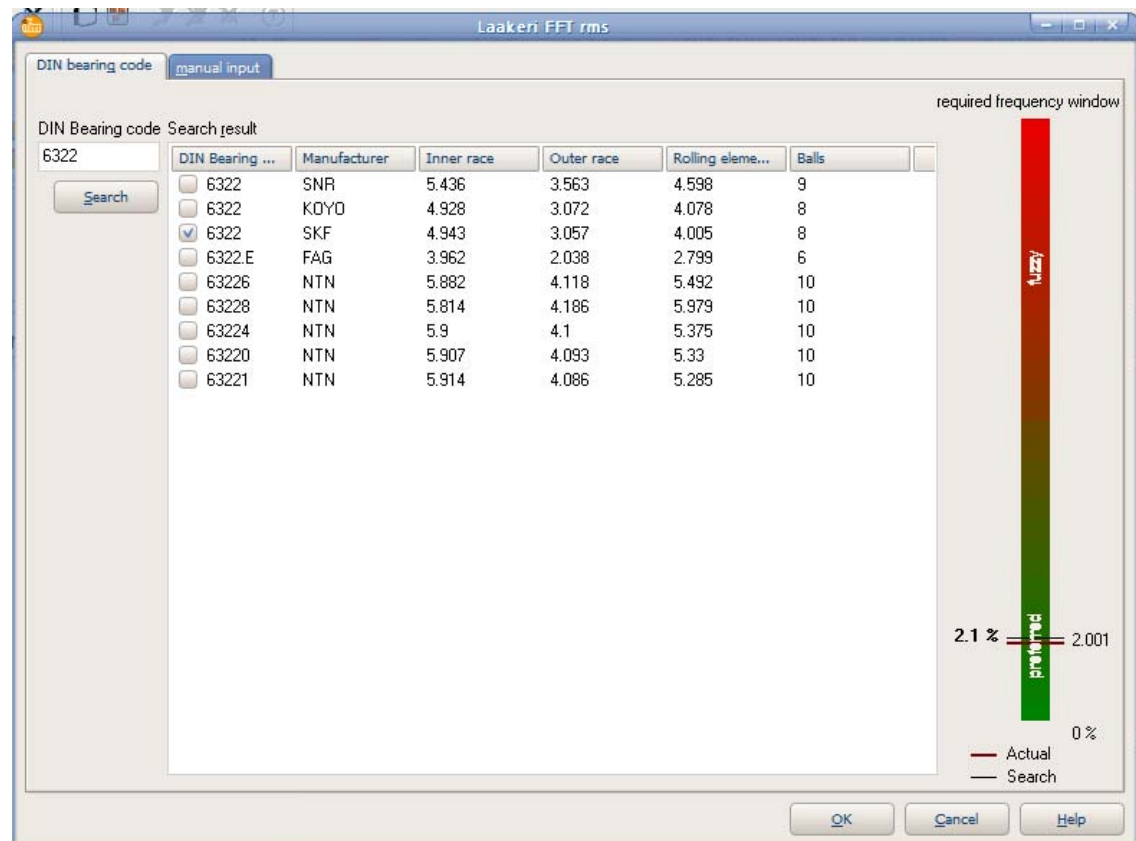 Laakeri FFT rms
DIN bearing code manual input
required frequency window
DIN Bearing code Search result
6322
Search
DIN Bearing ... Manufacturer Inner race Outer race Rolling eleme... Balls
6322 SNR 5.436 3.563 4.598 9
6322 KOYO 4.928 3.072 4.078 8
6322 SKF 4.943 3.057 4.005 8
6322.E FAG 3.962 2.038 2.799 6
63226 NTN 5.882 4.118 5.492 10
63228 NTN 5.814 4.186 5.979 10
63224 NTN 5.9 4.1 5.375 10
63220 NTN 5.907 4.093 5.33 10
63221 NTN 5.914 4.086 5.285 10
fuzzy
preferred
2.1 % 2.001
0 %
Actual
Search
OK Cancel Help